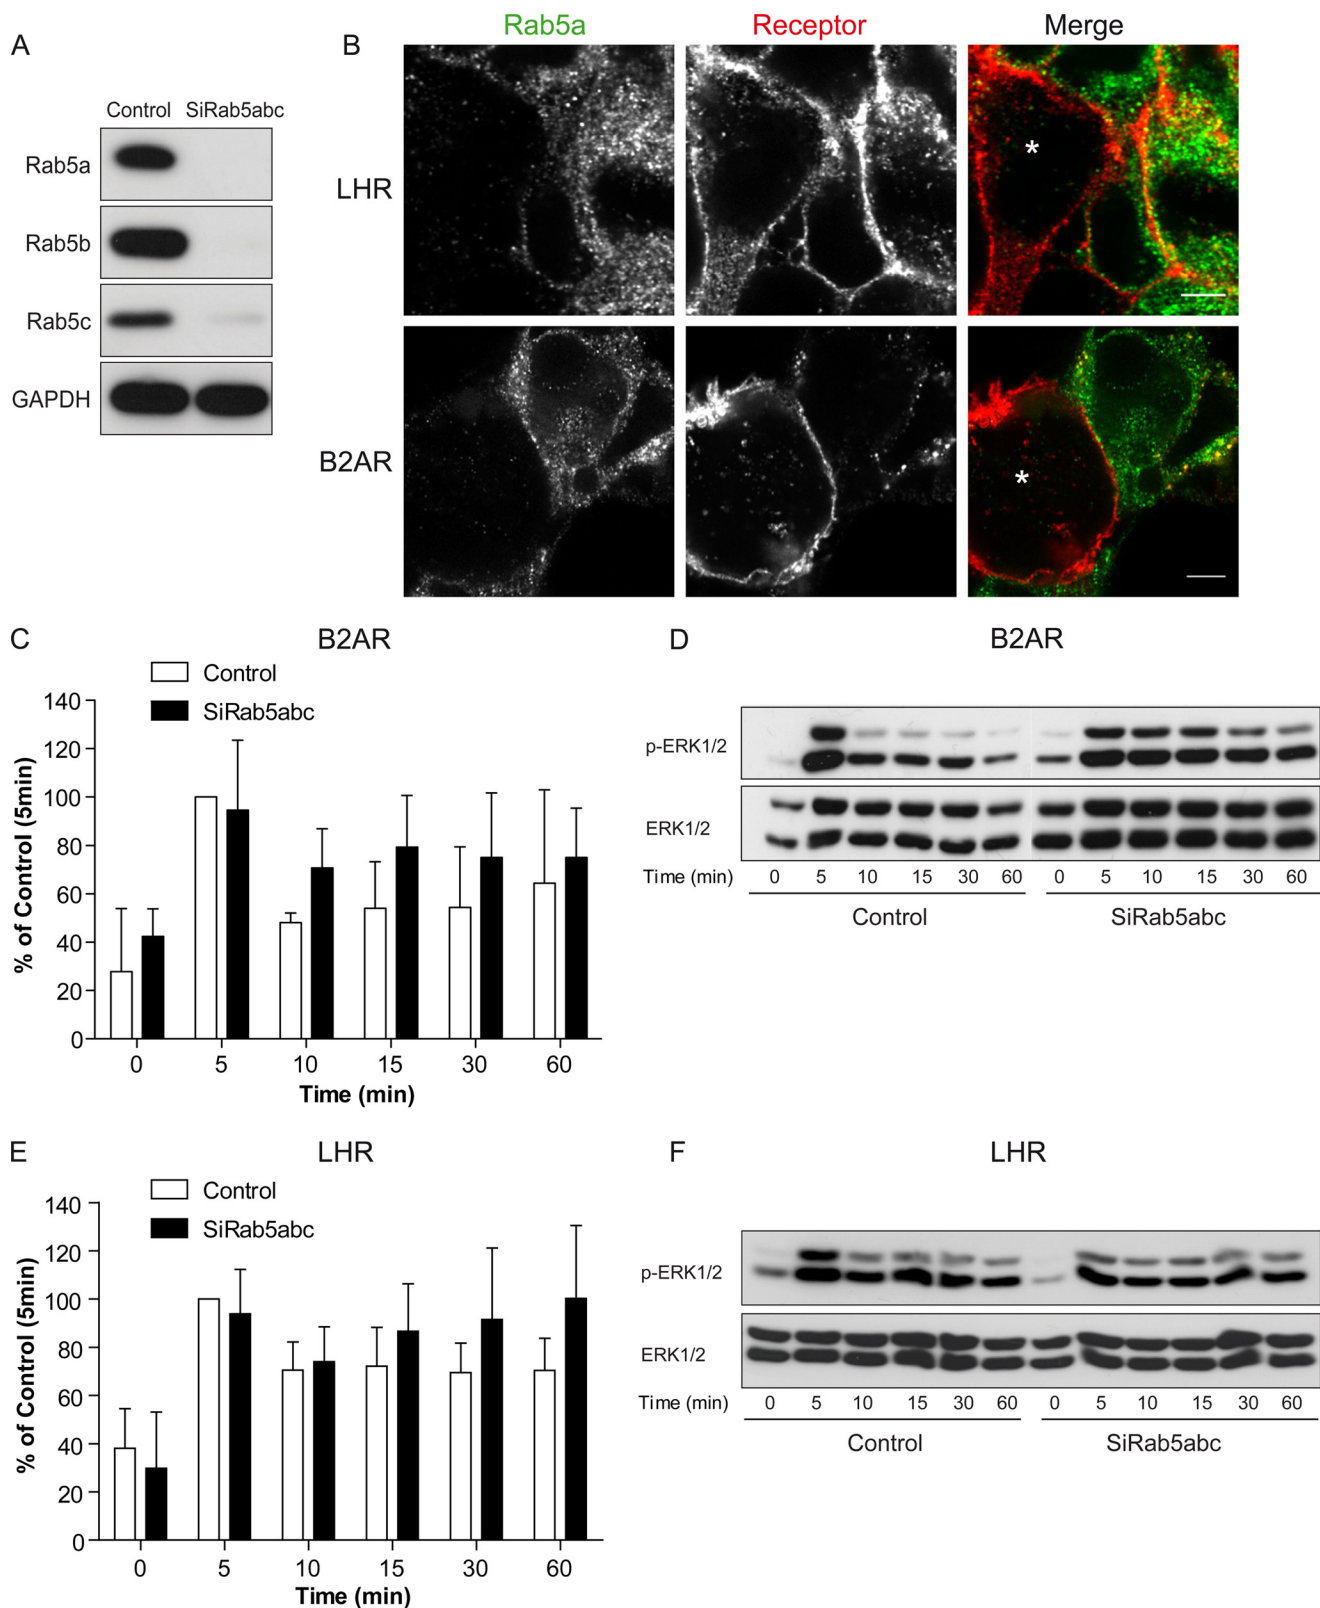 A
Control SiRab5abc
Rab5a
Rab5b
Rab5c
GAPDH
B
Rab5a Receptor Merge
LHR
*
B2AR
*
C B2AR
Control
SiRab5abc
% of Control (5min)
140
120
100
80
60
40
20
0
0 5 10 15 30 60
Time (min)
D B2AR
p-ERK1/2
ERK1/2
Time (min) 0 5 10 15 30 60 0 5 10 15 30 60
Control SiRab5abc
E LHR
Control
SiRab5abc
% of Control (5min)
140
120
100
80
60
40
20
0
0 5 10 15 30 60
Time (min)
F LHR
p-ERK1/2
ERK1/2
Time (min) 0 5 10 15 30 60 0 5 10 15 30 60
Control SiRab5abc